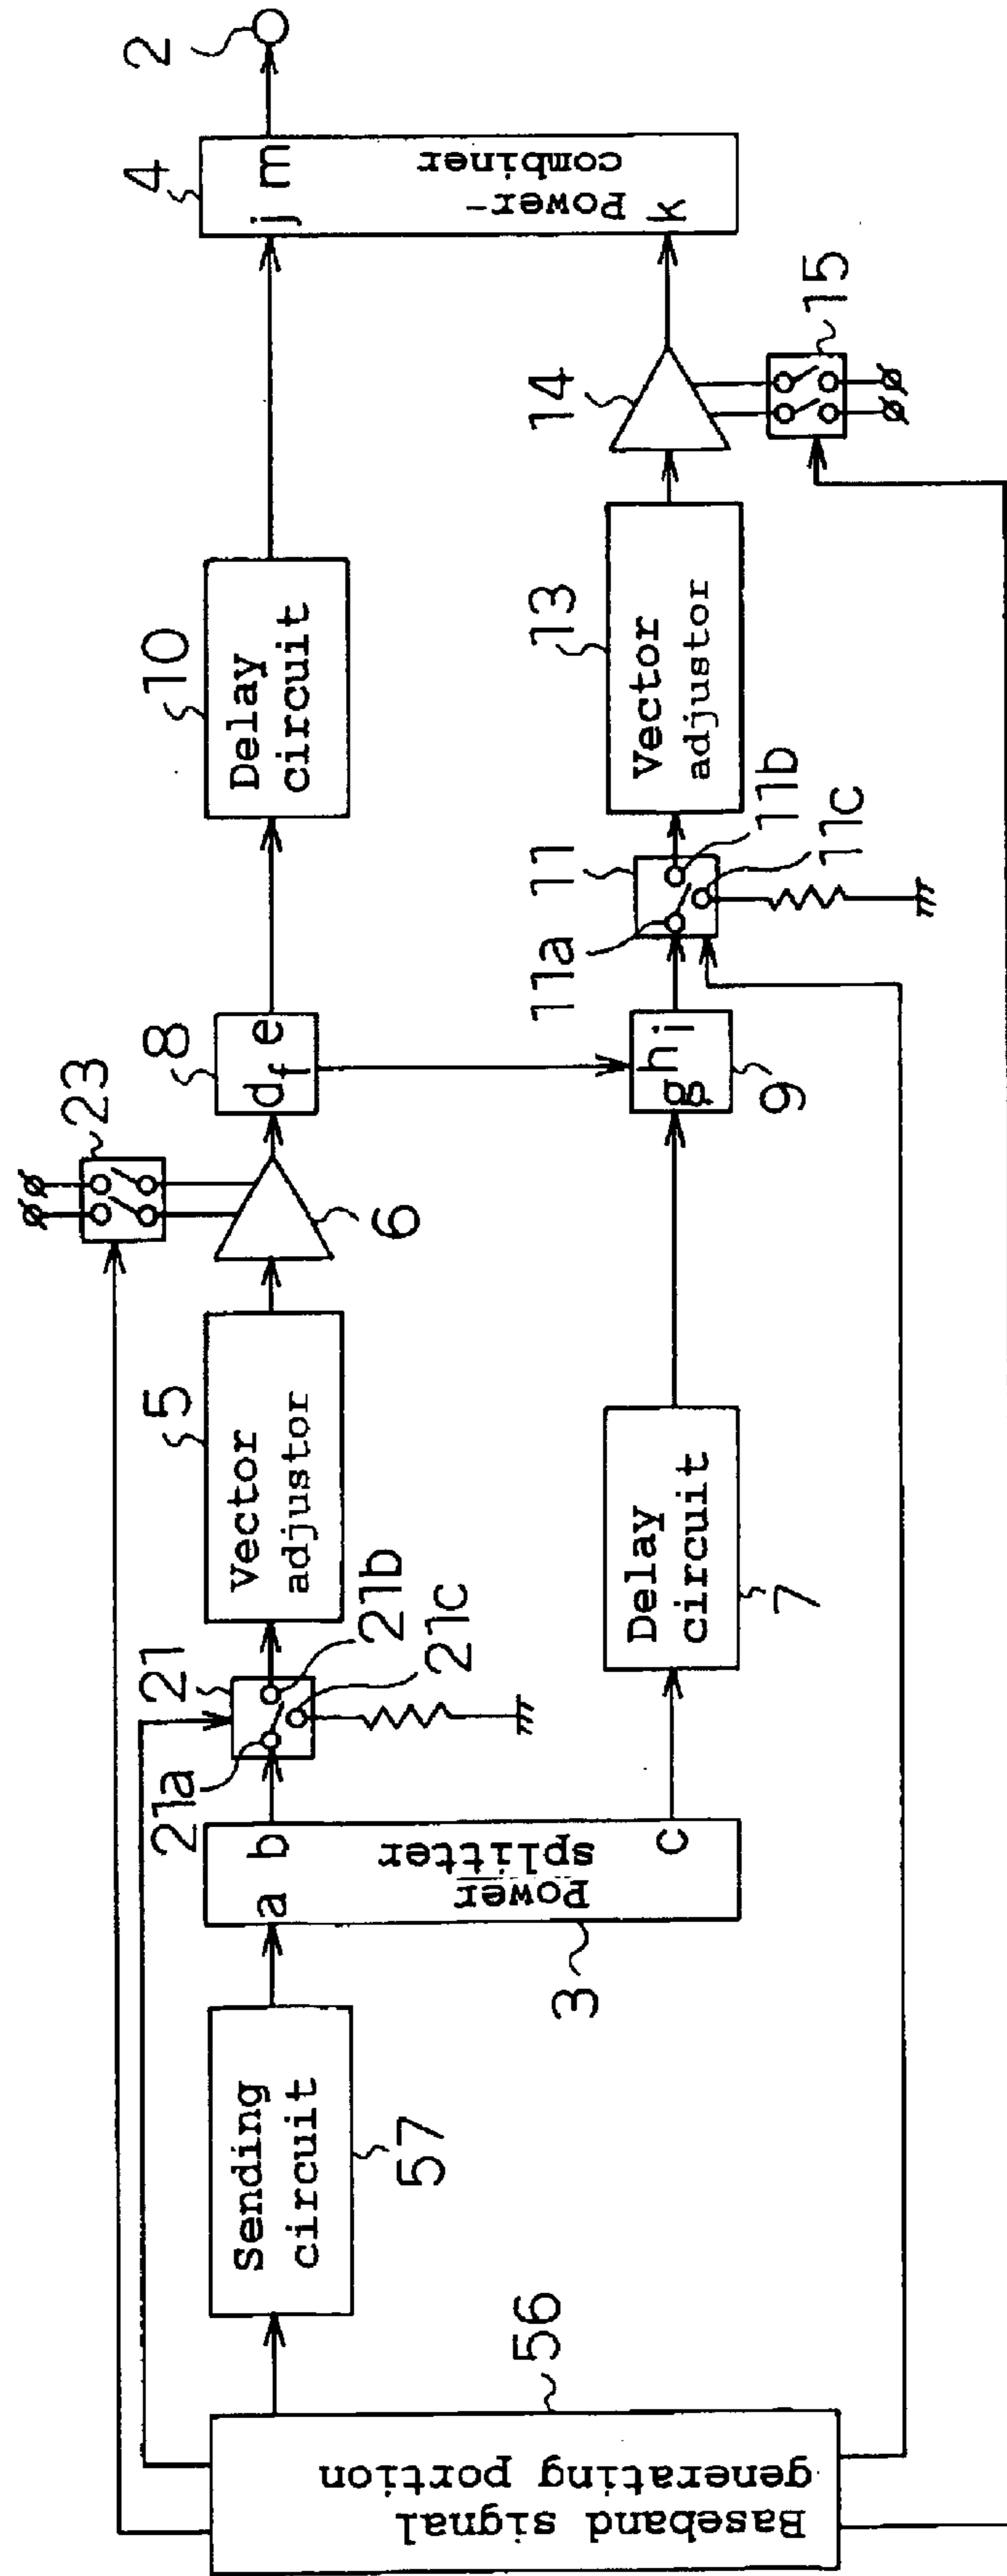 Baseband signal
generating portion
56
Sending
circuit
57
a b
c
Power
splitter
3
21a
21
21b
21c
Vector
adjustor
5
6
23
d f e
8
Delay
circuit
10
j m
k
Power-
combiner
4
2
Delay
circuit
7
g h i
9
11a
11
11b
11c
Vector
adjustor
13
14
15